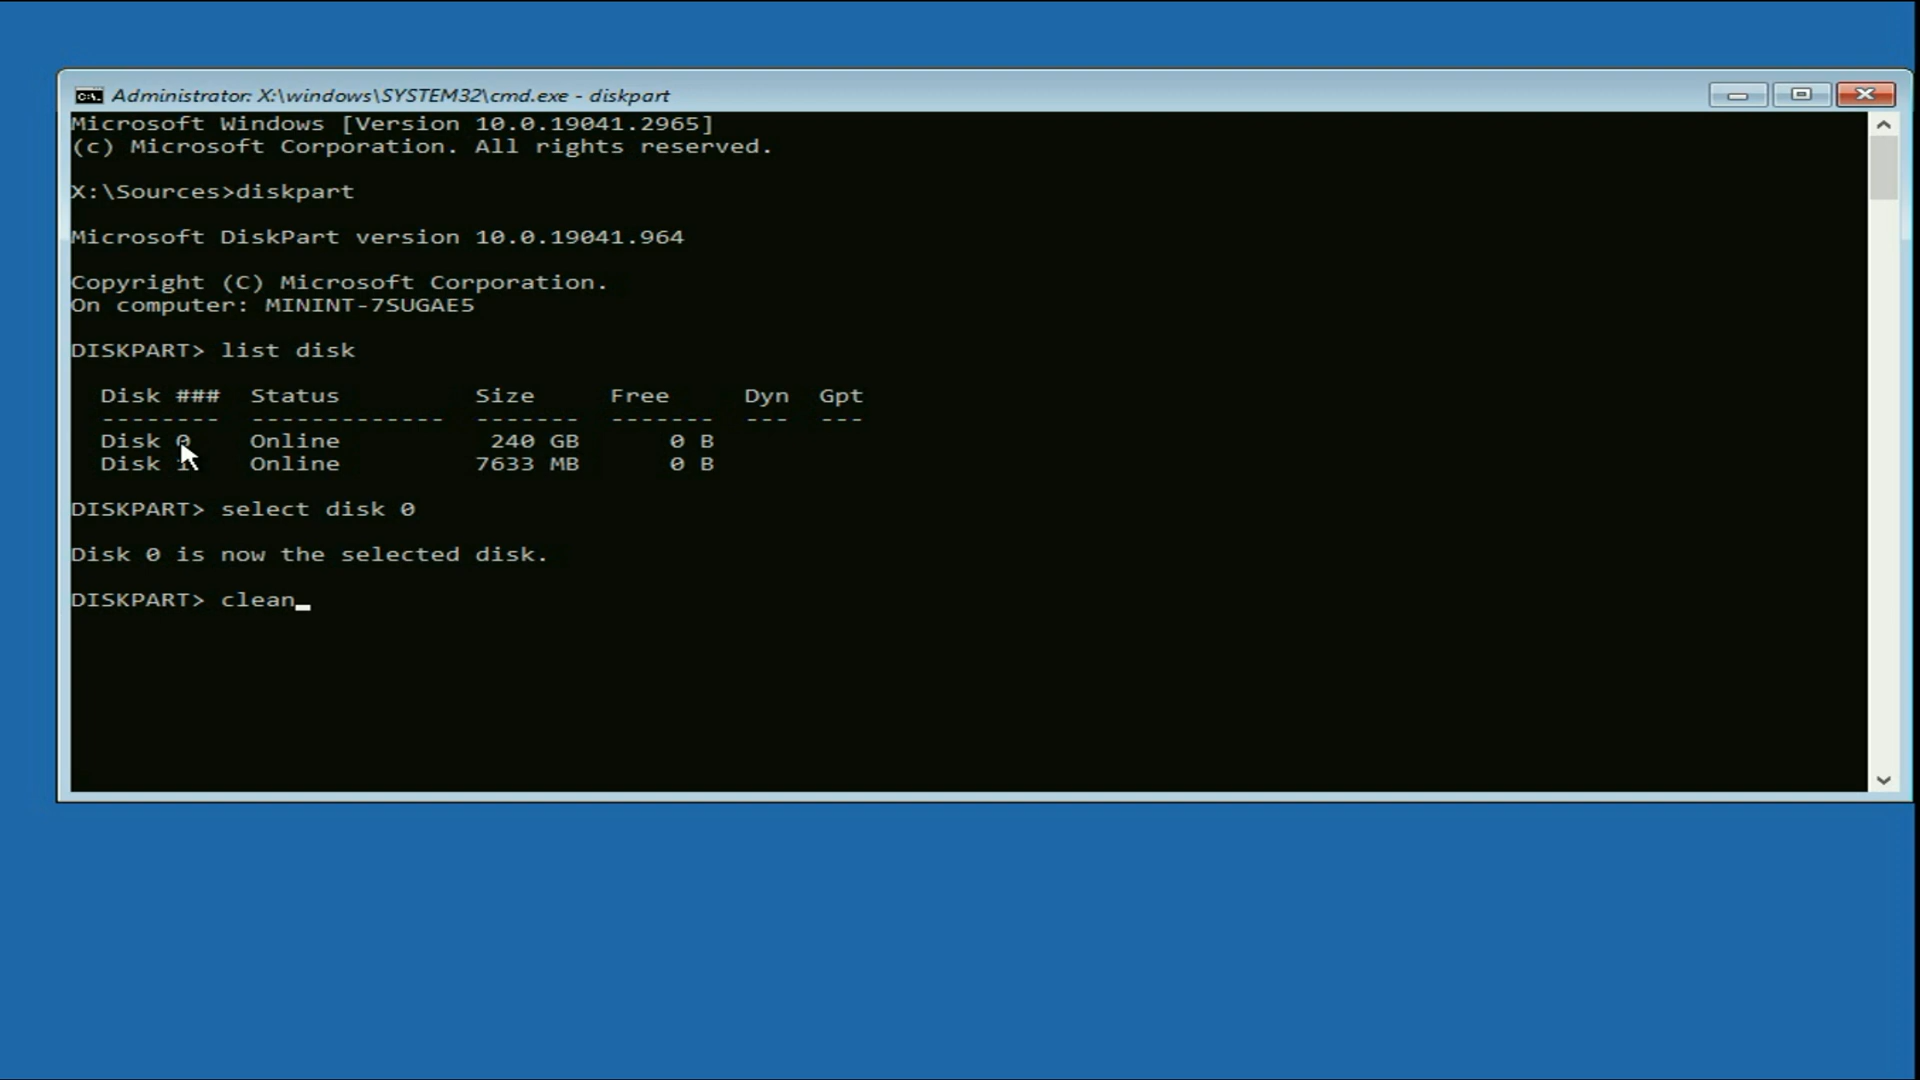 Administrator: X:\windows\SYSTEM32\cmd.exe - diskpart
Microsoft Windows [Version 10.0.19041.2965]
(c) Microsoft Corporation. All rights reserved.
X:\Sources>diskpart
Microsoft DiskPart version 10.0.19041.964
Copyright (C) Microsoft Corporation.
On computer: MININT-7SUGAE5
DISKPART> list disk
Disk ### Status Size Free Dyn Gpt
-------- ------------- ------- ------- --- ---
Disk 0 Online 240 GB 0 B
Disk 1 Online 7633 MB 0 B
DISKPART> select disk 0
Disk 0 is now the selected disk.
DISKPART> clean